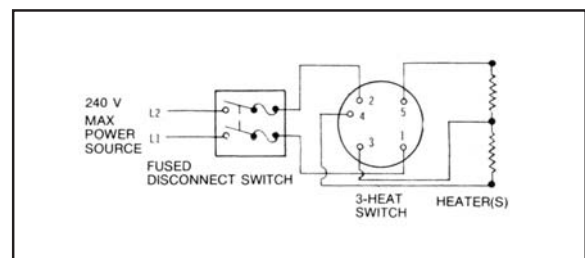 240 V
MAX
POWER
SOURCE
L2
L1
FUSED
DISCONNECT SWITCH
2
5
4
3
1
3-HEAT
SWITCH
HEATER(S)